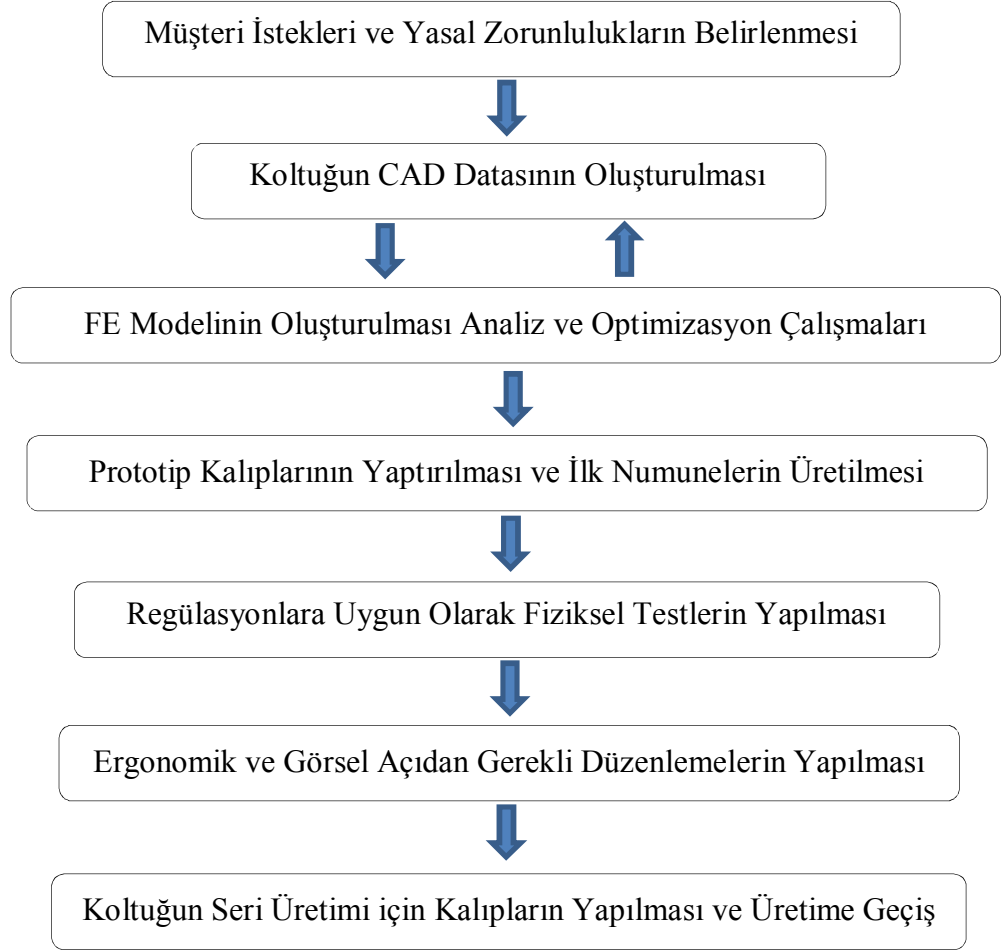 Müşteri İstekleri ve Yasal Zorunlulukların Belirlenmesi
Koltuğun CAD Datasının Oluşturulması
FE Modelinin Oluşturulması Analiz ve Optimizasyon Çalışmaları
Prototip Kalıplarının Yaptırılması ve İlk Numunelerin Üretilmesi
Regülasyonlara Uygun Olarak Fiziksel Testlerin Yapılması
Ergonomik ve Görsel Açıdan Gerekli Düzenlemelerin Yapılması
Koltuğun Seri Üretimi için Kalıpların Yapılması ve Üretime Geçiş